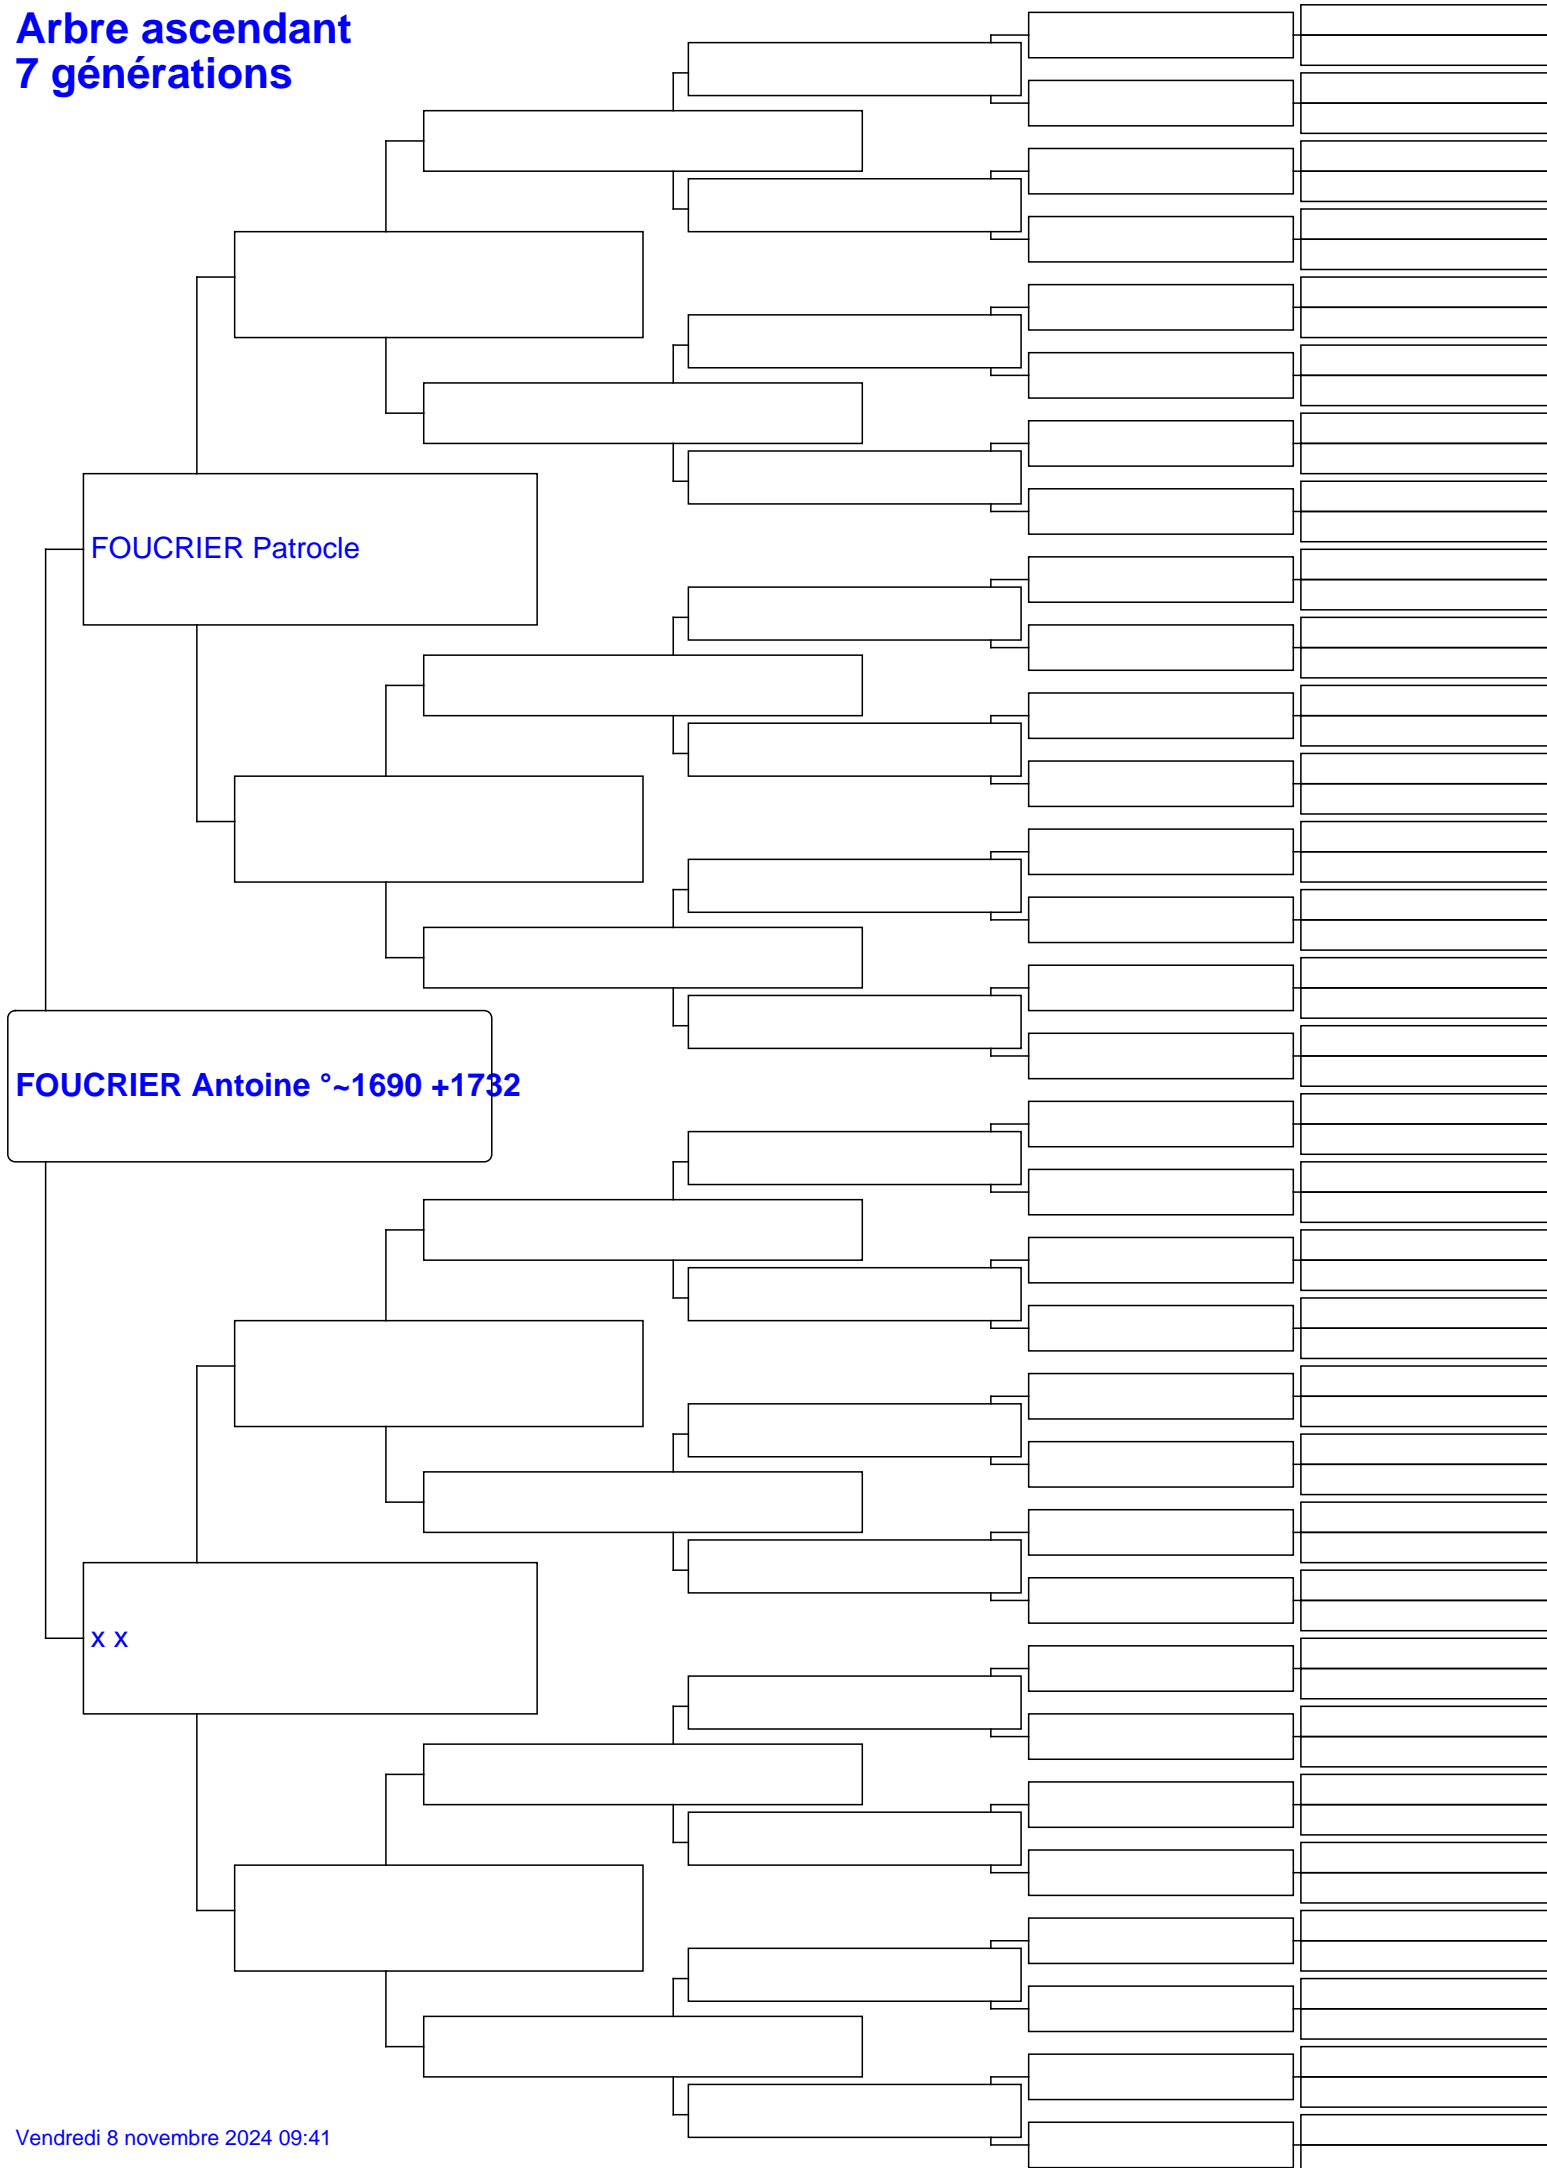 Arbre ascendant
7 générations
FOUCRIER Patrocle
FOUCRIER Antoine °~1690 +1732
x x
Vendredi 8 novembre 2024 09:41